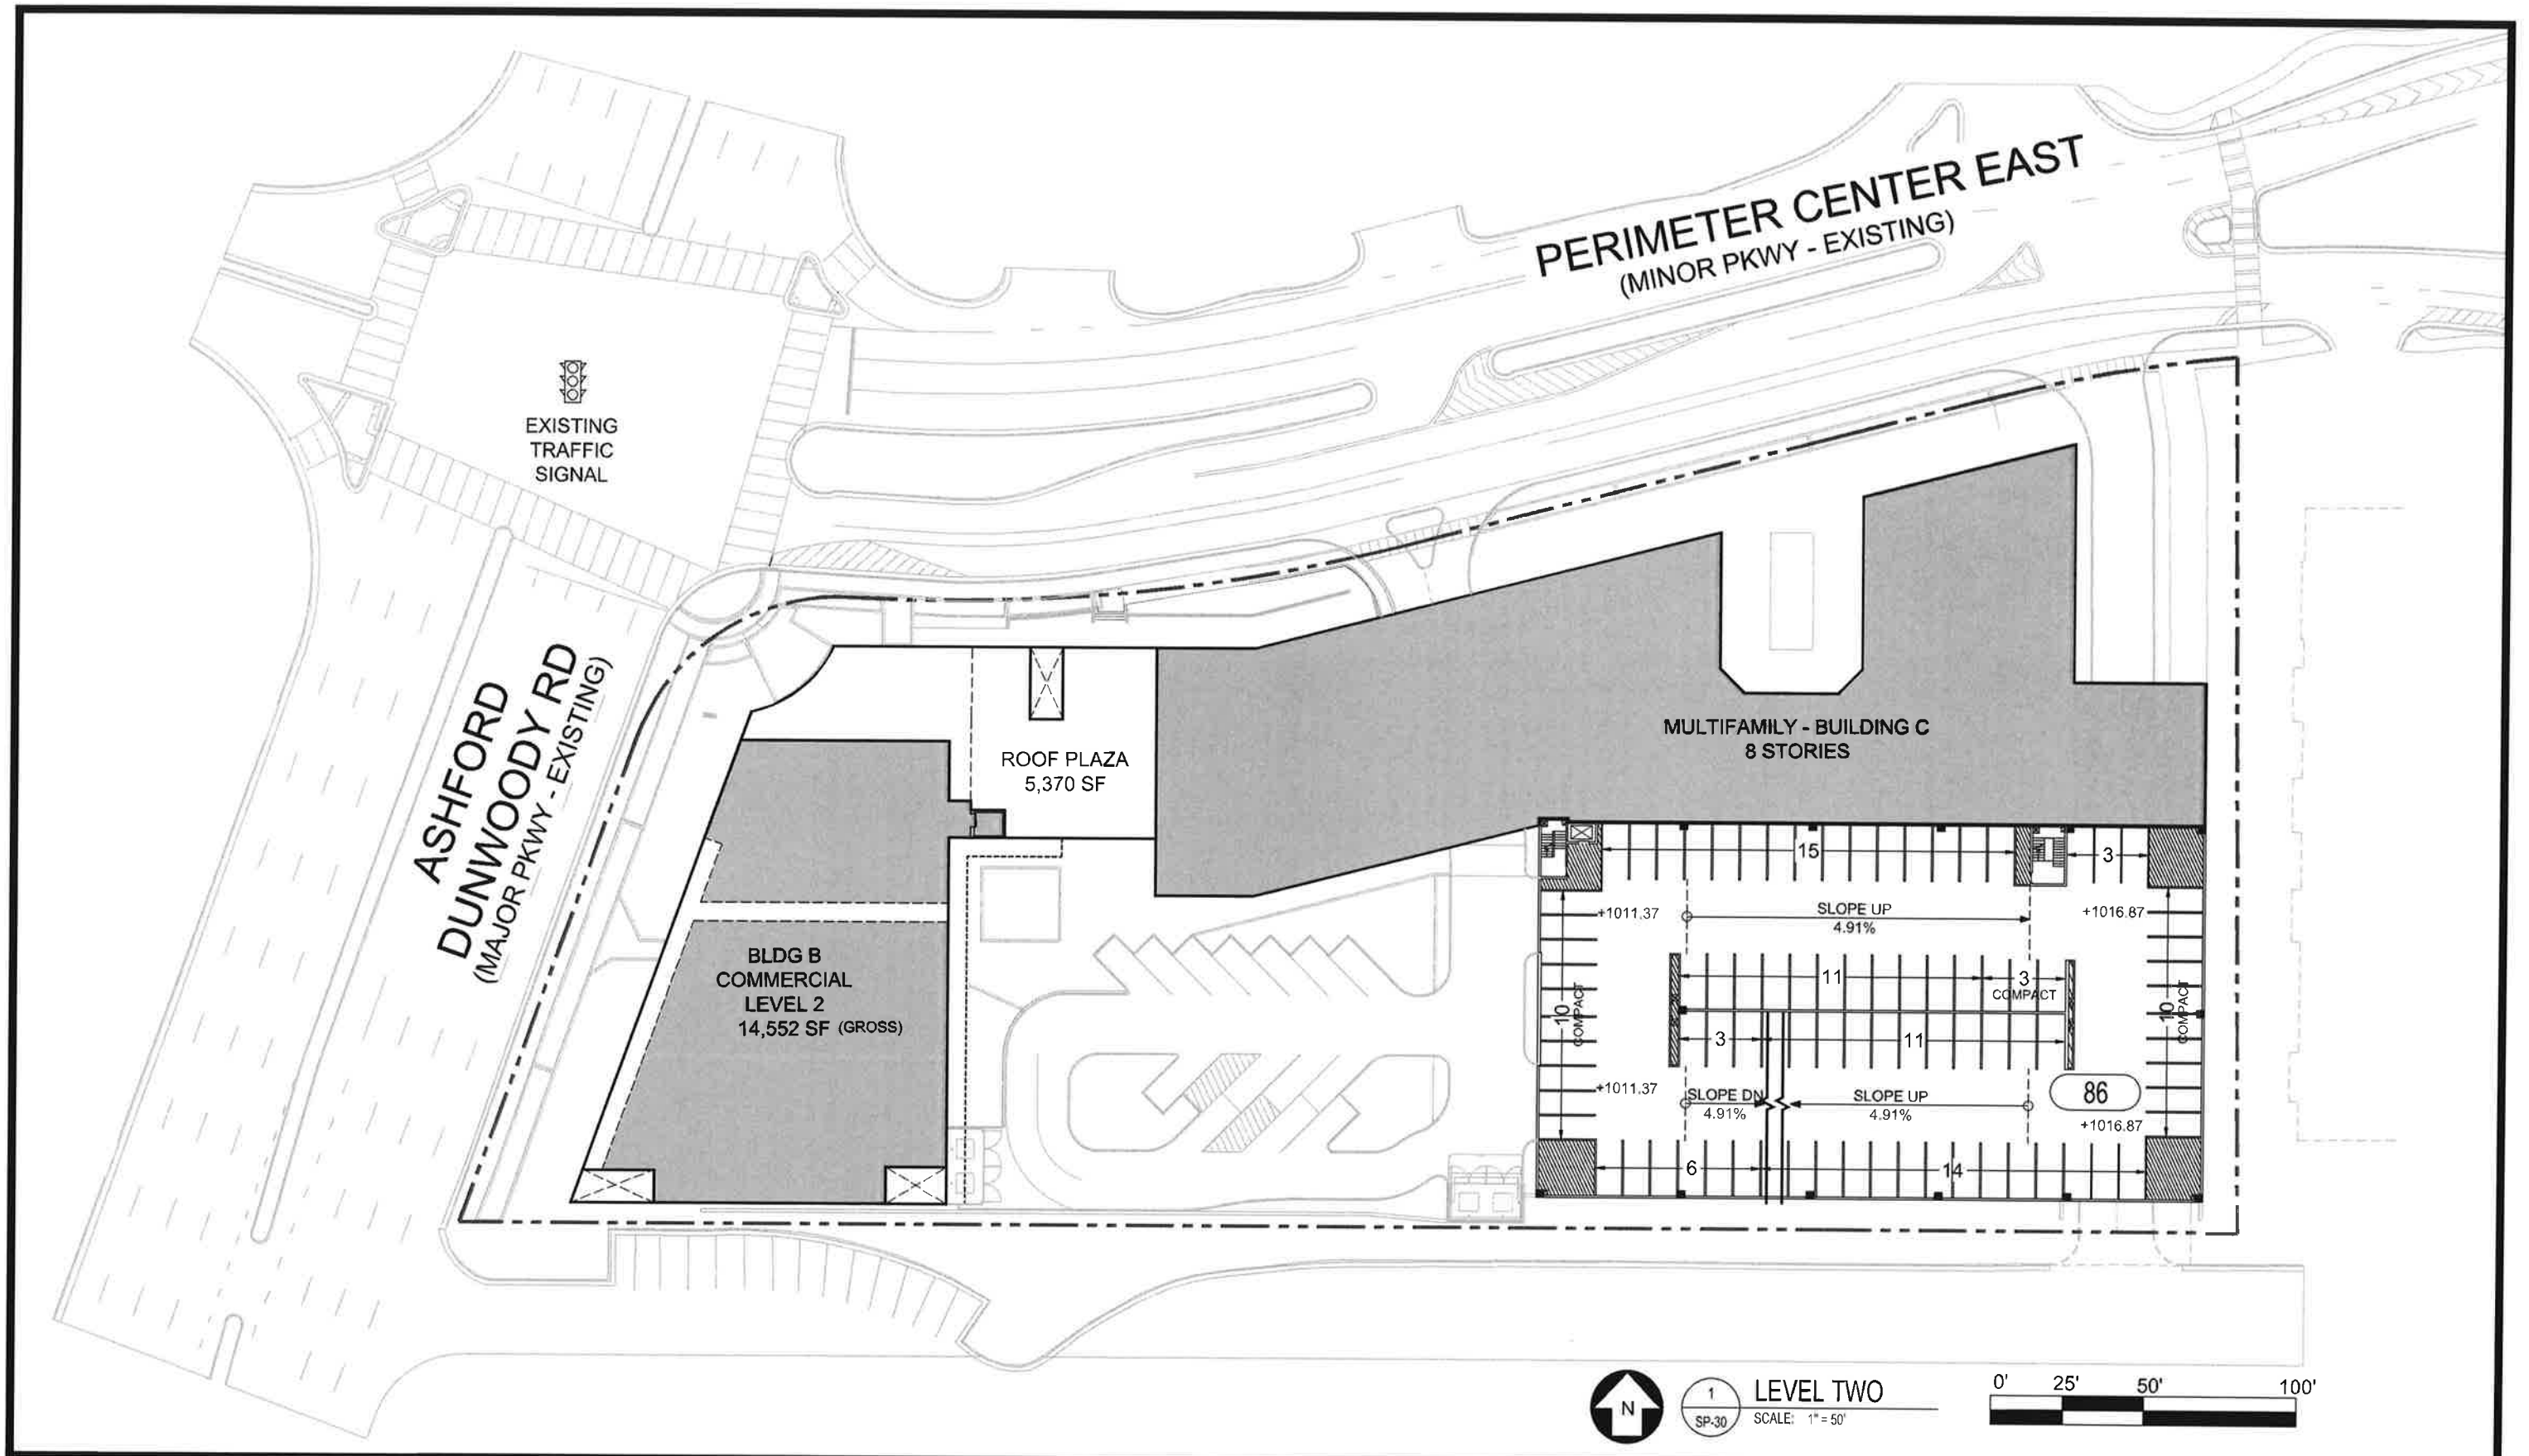 PERIMETER CENTER EAST
(MINOR PKWY - EXISTING)
EXISTING
TRAFFIC
SIGNAL
ASHFORD
DUNWOODY RD
(MAJOR PKWY - EXISTING)
ROOF PLAZA
5,370 SF
MULTIFAMILY - BUILDING C
8 STORIES
BLDG B
COMMERCIAL
LEVEL 2
14,552 SF (GROSS)
15
3
+1011.37
SLOPE UP
4.91%
+1016.87
11
3
COMPACT
10
COMPACT
10
COMPACT
3
11
+1011.37
SLOPE DN
4.91%
SLOPE UP
4.91%
86
+1016.87
6
14
N
1
SP-30
LEVEL TWO
SCALE: 1" = 50'
0' 25' 50' 100'